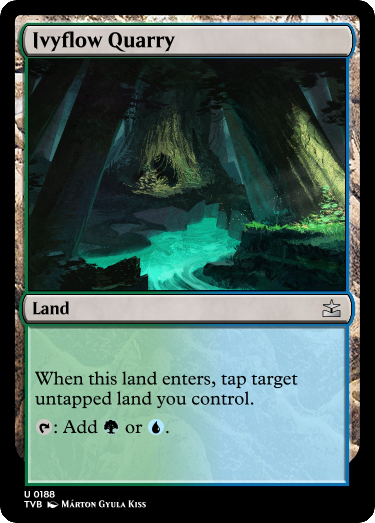 Ivyflow Quarry
Land
When this land enters, tap target
untapped land you control.
: Add or .
U 0188
TVB Márton Gyula Kiss